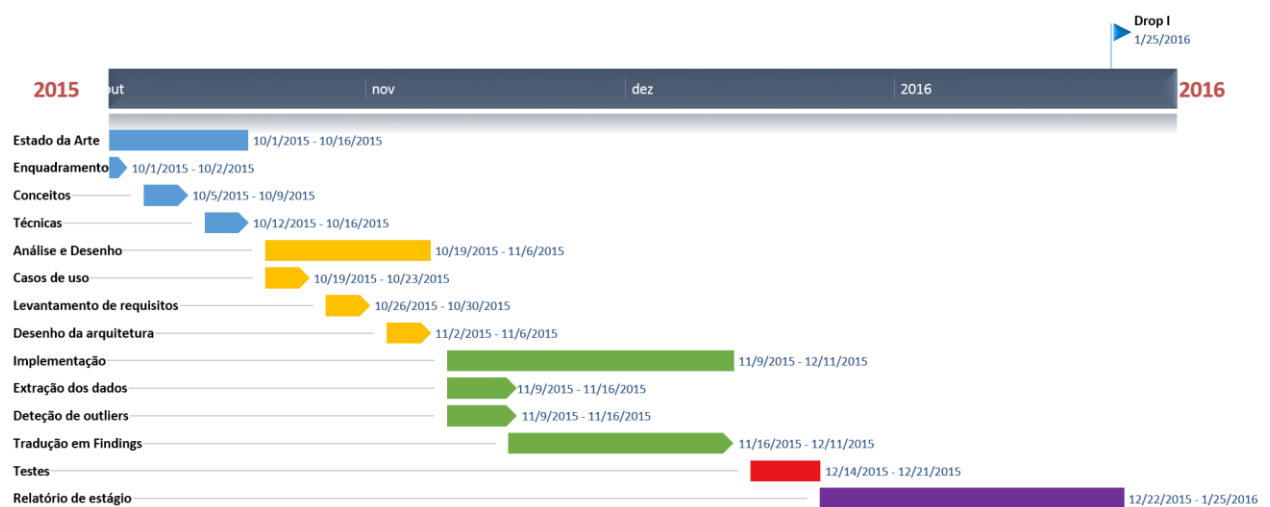 Drop I
1/25/2016
2015 out nov dez 2016 2016
Estado da Arte 10/1/2015 - 10/16/2015
Enquadramento 10/1/2015 - 10/2/2015
Conceitos 10/5/2015 - 10/9/2015
Técnicas 10/12/2015 - 10/16/2015
Análise e Desenho 10/19/2015 - 11/6/2015
Casos de uso 10/19/2015 - 10/23/2015
Levantamento de requisitos 10/26/2015 - 10/30/2015
Desenho da arquitetura 11/2/2015 - 11/6/2015
Implementação 11/9/2015 - 12/11/2015
Extração dos dados 11/9/2015 - 11/16/2015
Deteção de outliers 11/9/2015 - 11/16/2015
Tradução em Findings 11/16/2015 - 12/11/2015
Testes 12/14/2015 - 12/21/2015
Relatório de estágio 12/22/2015 - 1/25/2016